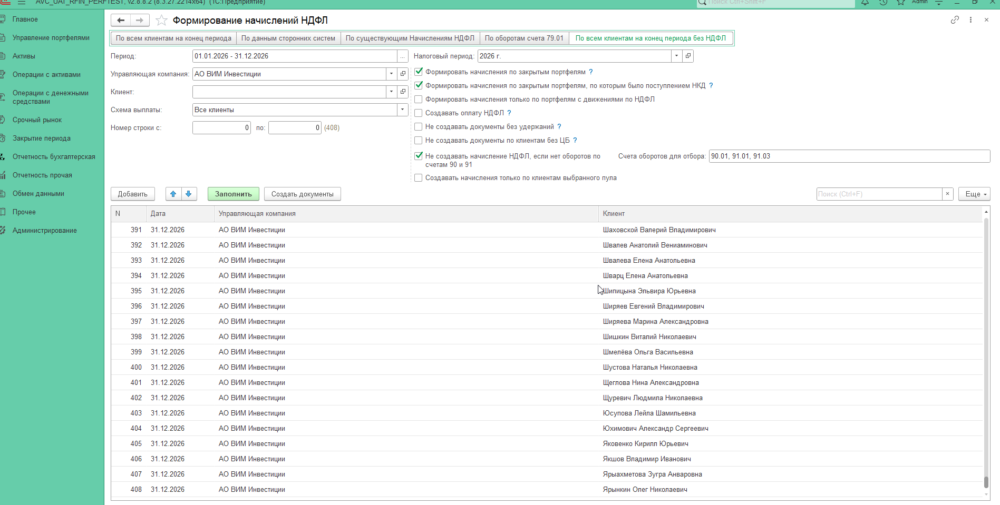 AVC_UAT_RFIN_PERFTEST, v2.8.8.2 (8.3.27.2214x64) (1С:Предприятие)
Поиск Ctrl+Shift+F
Admin
Главное
Управление портфелями
Активы
Операции с активами
Операции с денежными
средствами
Срочный рынок
Закрытие периода
Отчетность бухгалтерская
Отчетность прочая
Обмен данными
Прочее
Администрирование
Формирование начислений НДФЛ
По всем клиентам на конец периода
По данным сторонних систем
По существующим Начислениям НДФЛ
По оборотам счета 79.01
По всем клиентам на конец периода без НДФЛ
Период: 01.01.2026 - 31.12.2026 ...
Налоговый период: 2026 г.
Управляющая компания: АО ВИМ Инвестиции
Клиент:
Схема выплаты: Все клиенты
Номер строки с: 0 по: 0 (408)
Формировать начисления по закрытым портфелям ?
Формировать начисления по закрытым портфелям, по которым было поступлением НКД ?
Формировать начисления только по портфелям с движениями по НДФЛ
Создавать оплату НДФЛ ?
Не создавать документы без удержаний ?
Не создавать документы по клиентам без ЦБ ?
Не создавать начисление НДФЛ, если нет оборотов по
счетам 90 и 91
Счета оборотов для отбора: 90.01, 91.01, 91.03
Создавать начисления только по клиентам выбранного пула
Добавить Заполнить Создать документы Поиск (Ctrl+F) × Еще
N Дата Управляющая компания Клиент
391 31.12.2026 АО ВИМ Инвестиции Шаховской Валерий Владимирович
392 31.12.2026 АО ВИМ Инвестиции Швалев Анатолий Вениаминович
393 31.12.2026 АО ВИМ Инвестиции Швалева Елена Анатольевна
394 31.12.2026 АО ВИМ Инвестиции Шварц Елена Анатольевна
395 31.12.2026 АО ВИМ Инвестиции Шипицына Эльвира Юрьевна
396 31.12.2026 АО ВИМ Инвестиции Ширяев Евгений Владимирович
397 31.12.2026 АО ВИМ Инвестиции Ширяева Марина Александровна
398 31.12.2026 АО ВИМ Инвестиции Шишкин Виталий Николаевич
399 31.12.2026 АО ВИМ Инвестиции Шмелёва Ольга Васильевна
400 31.12.2026 АО ВИМ Инвестиции Шустова Наталья Николаевна
401 31.12.2026 АО ВИМ Инвестиции Щеглова Нина Александровна
402 31.12.2026 АО ВИМ Инвестиции Щуревич Людмила Николаевна
403 31.12.2026 АО ВИМ Инвестиции Юсупова Лейла Шамильевна
404 31.12.2026 АО ВИМ Инвестиции Юхимович Александр Сергеевич
405 31.12.2026 АО ВИМ Инвестиции Яковенко Кирилл Юрьевич
406 31.12.2026 АО ВИМ Инвестиции Якшов Владимир Иванович
407 31.12.2026 АО ВИМ Инвестиции Ярыахметова Зугра Анваровна
408 31.12.2026 АО ВИМ Инвестиции Ярынкин Олег Николаевич